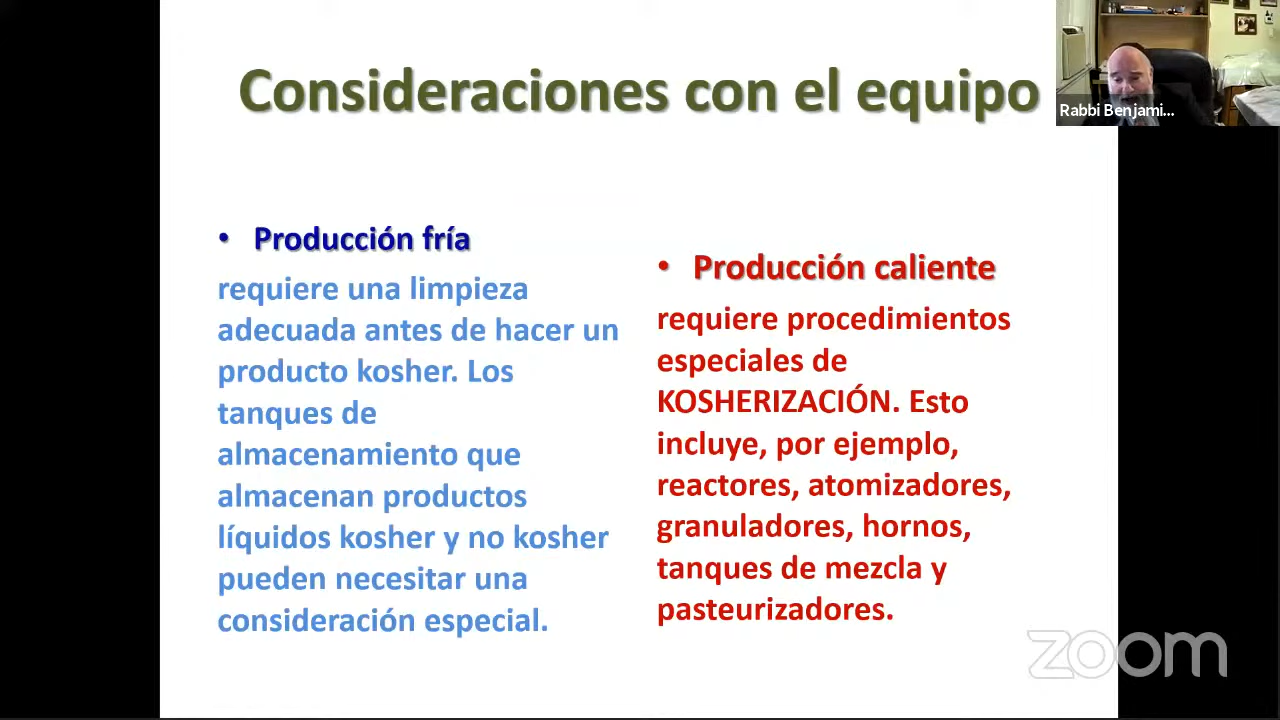 Consideraciones con el equipo
Rabbi Benjami...
• Producción fría
requiere una limpieza
adecuada antes de hacer un
producto kosher. Los
tanques de
almacenamiento que
almacenan productos
líquidos kosher y no kosher
pueden necesitar una
consideración especial.
• Producción caliente
requiere procedimientos
especiales de
KOSHERIZACIÓN. Esto
incluye, por ejemplo,
reactores, atomizadores,
granuladores, hornos,
tanques de mezcla y
pasteurizadores.
zoom